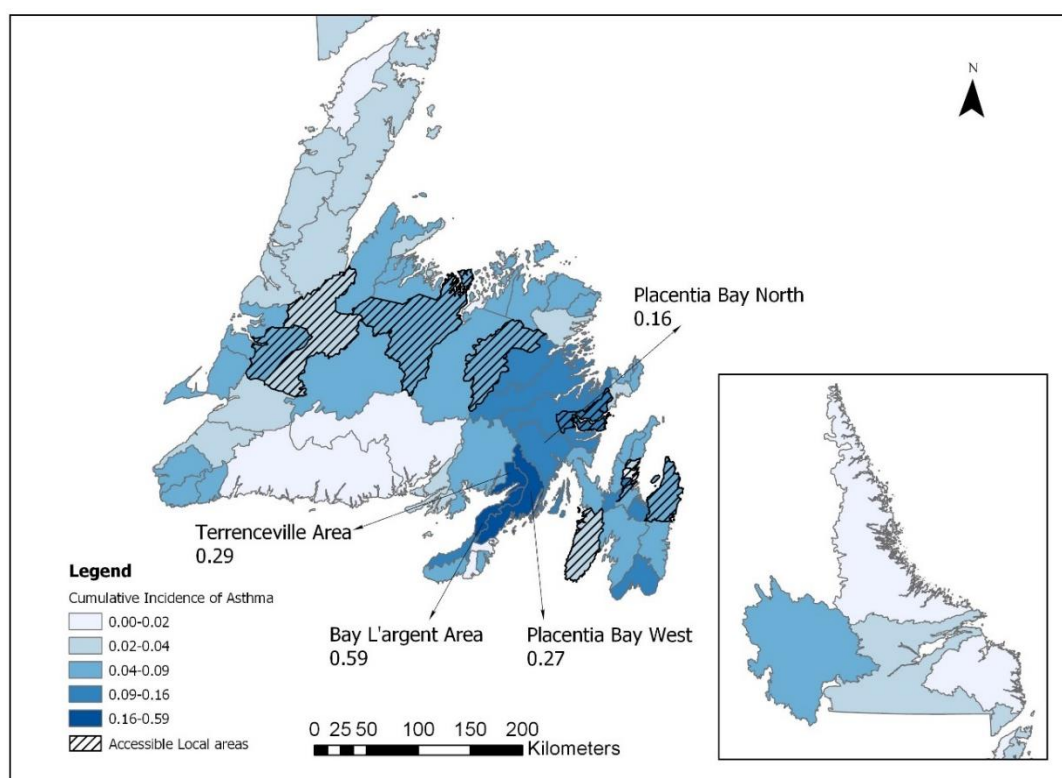 N
Placentia Bay North
0.16
Terrenceville Area
0.29
Bay L'argent Area
0.59
Placentia Bay West
0.27
Legend
Cumulative Incidence of Asthma
0.00-0.02
0.02-0.04
0.04-0.09
0.09-0.16
0.16-0.59
Accessible Local areas
0 25 50 100 150 200
Kilometers